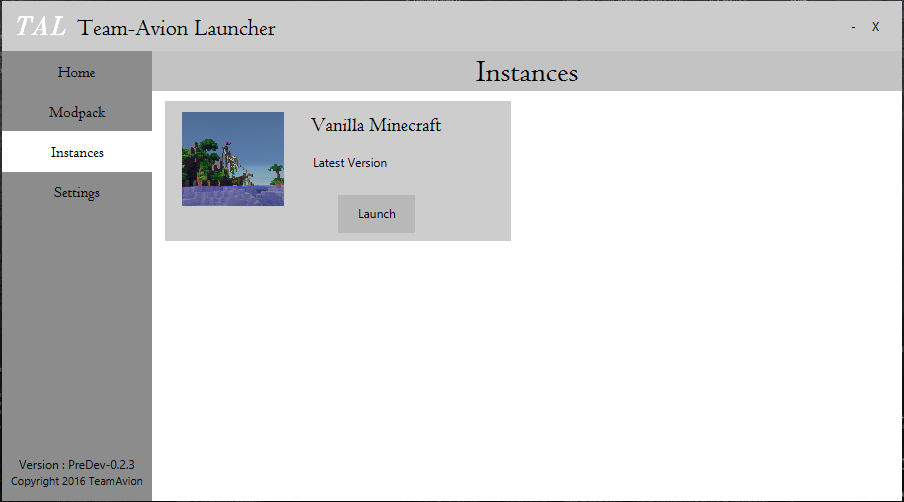 TAL Team-Avion Launcher - X
Home
Modpack
Instances
Settings
Version : PreDev-0.2.3
Copyright 2016 TeamAvion
Instances
Vanilla Minecraft
Latest Version
Launch